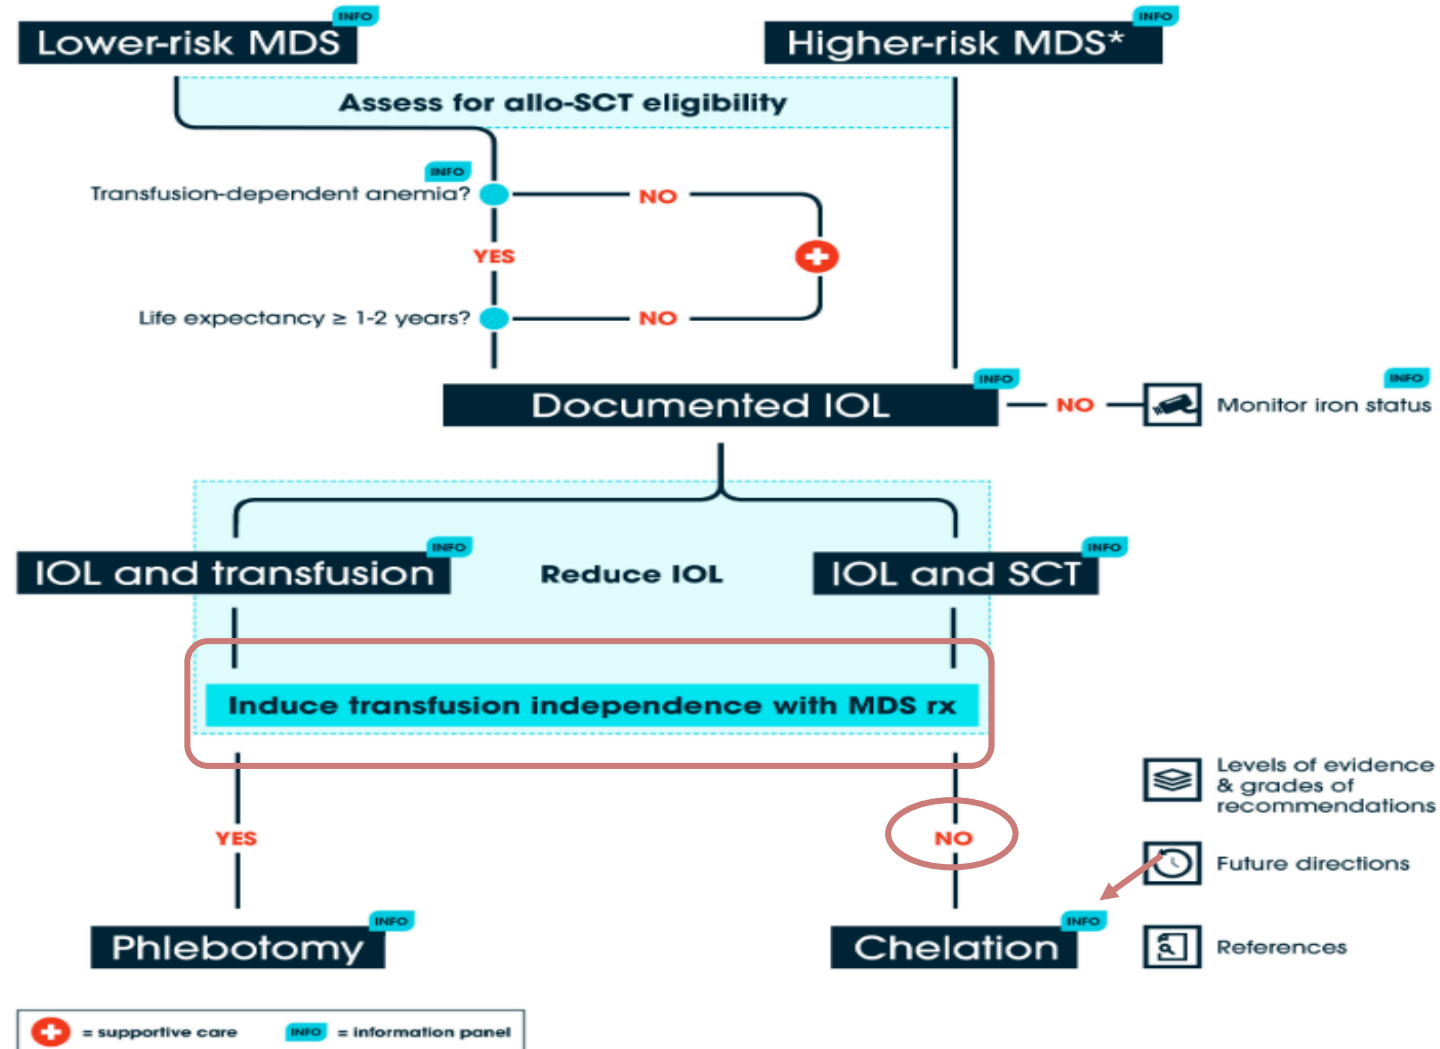 INFO
INFO
Lower-risk MDS
Higher-risk MDS*
Assess for allo-SCT eligibility
INFO
Transfusion-dependent anemia?
NO
YES
Life expectancy ≥ 1-2 years?
NO
INFO
INFO
Documented IOL
NO
Monitor iron status
INFO
INFO
IOL and transfusion
Reduce IOL
IOL and SCT
Induce transfusion independence with MDS rx
Levels of evidence
& grades of
recommendations
YES
NO
Future directions
INFO
INFO
Phlebotomy
Chelation
References
= supportive care
INFO
= information panel